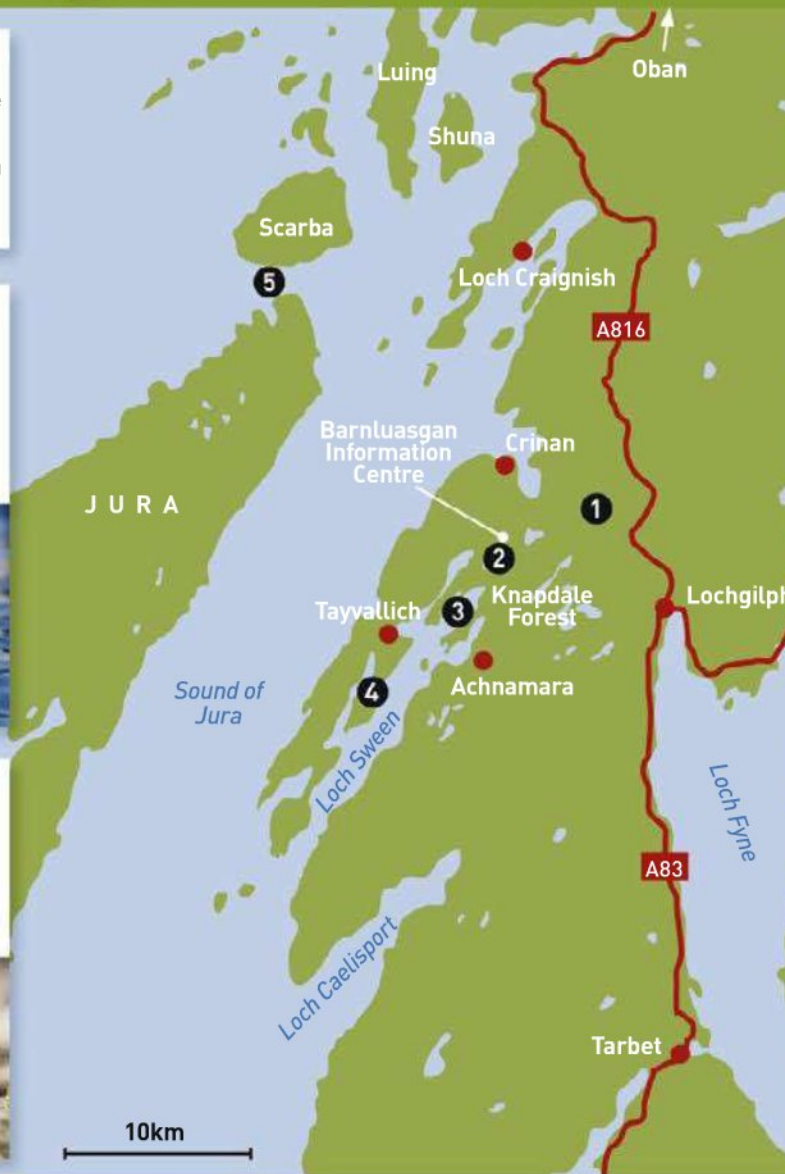 Luing
Oban
Shuna
Scarba
5
Loch Craignish
A816
Barnluasgan
Information
Centre
Crinan
J U R A
1
2
Knapdale
Forest
3
Tayvallich
Lochgilph
Achnamara
4
Sound of
Jura
Loch Sween
Loch Fyne
A83
Loch Caelisport
Tarbet
10km